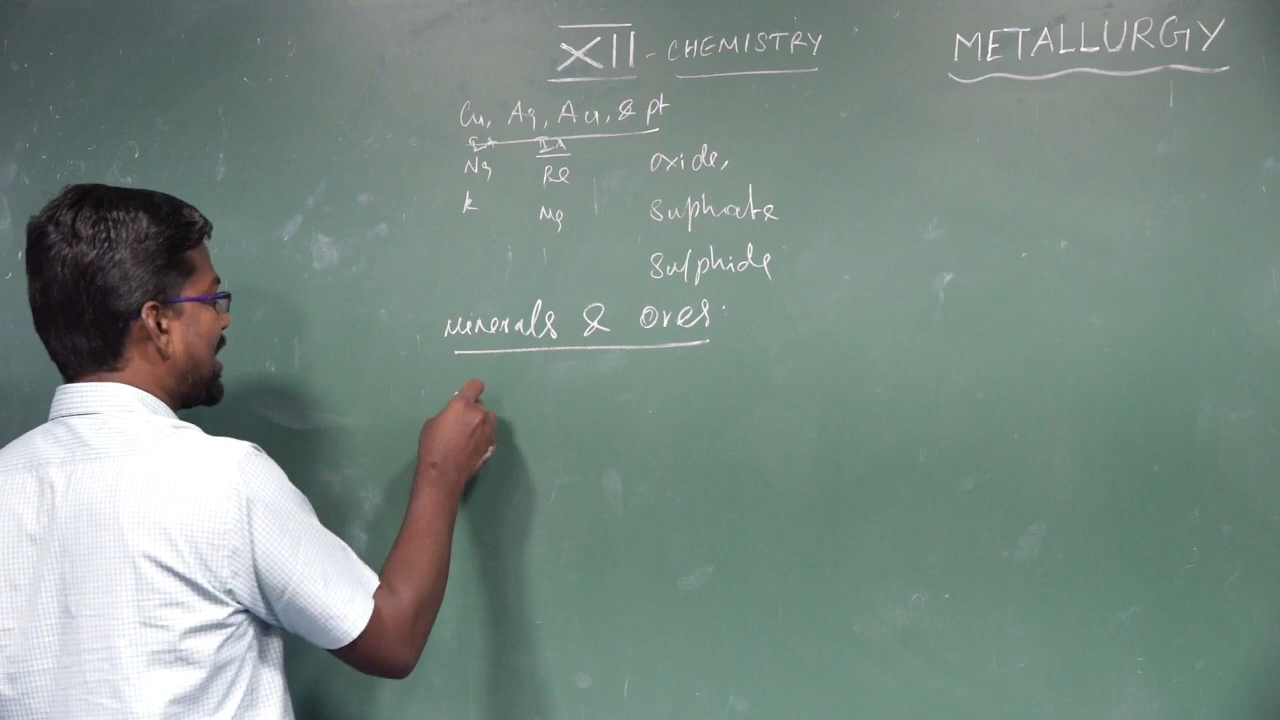 XII - CHEMISTRY
METALLURGY
Cu, Ag, Au, & pt
IA IIA
Na Be oxide,
k Mg suphate
sulphide
minerals & ores.